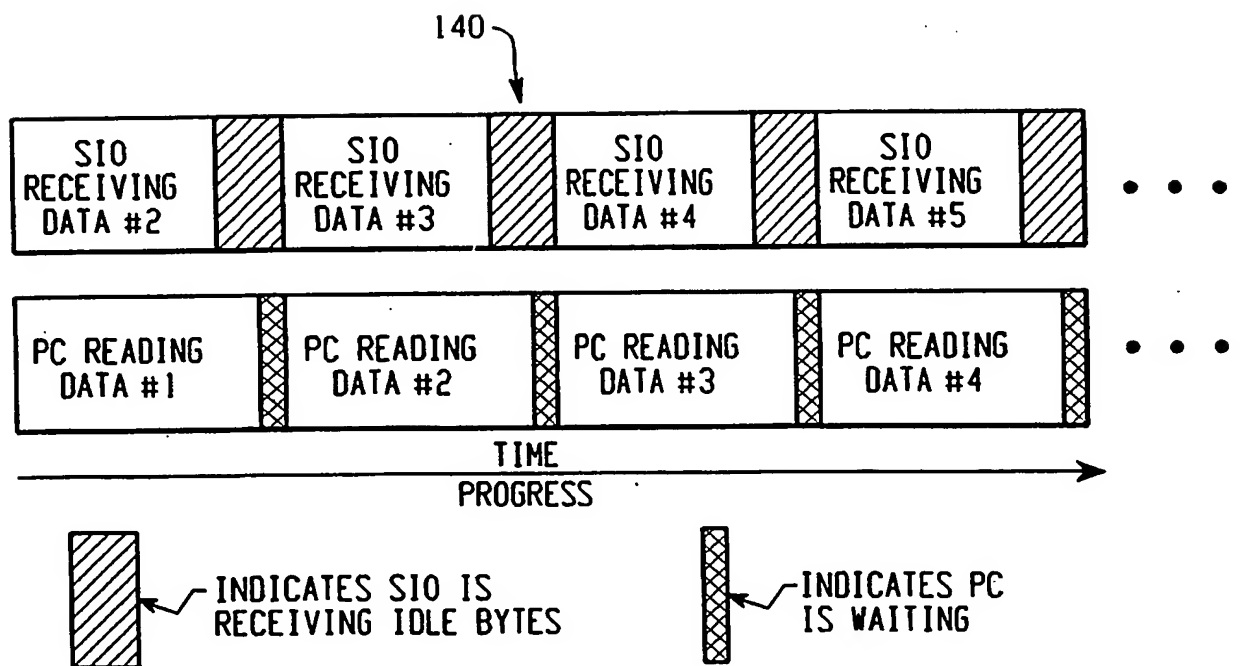 140
SIO
RECEIVING
DATA #2
SIO
RECEIVING
DATA #3
SIO
RECEIVING
DATA #4
SIO
RECEIVING
DATA #5
PC READING
DATA #1
PC READING
DATA #2
PC READING
DATA #3
PC READING
DATA #4
TIME
PROGRESS
INDICATES SIO IS
RECEIVING IDLE BYTES
INDICATES PC
IS WAITING